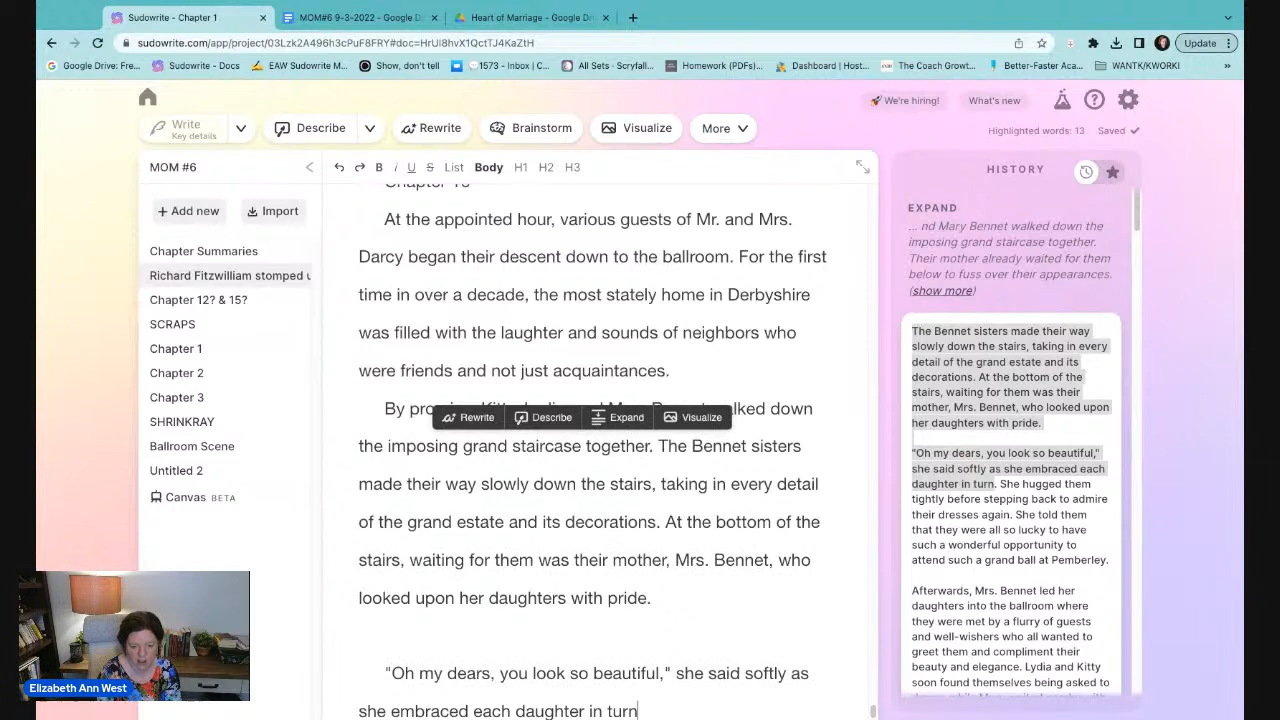 Sudowrite - Chapter 1
MOM#6 9-3-2022 - Google D
Heart of Marriage - Google Dri
sudowrite.com/app/project/03Lzk2A496h3cPuF8FRY#doc=HrUI8hvX1QctTJ4KaZtH
Update
Google Drive: Fre...
Sudowrite - Docs
EAW Sudowrite M...
Show, don't tell
1573 - Inbox | C...
All Sets · Scryfall...
Homework (PDFs)...
Dashboard | Host...
The Coach Growt...
Better-Faster Aca...
WANTK/KWORKI
We're hiring!
What's new
Write
Key details
Describe
Rewrite
Brainstorm
Visualize
More
Highlighted words: 13
Saved
MOM #6
B i U S List Body H1 H2 H3
Add new
Import
Chapter Summaries
Richard Fitzwilliam stomped u
Chapter 12? & 15?
SCRAPS
Chapter 1
Chapter 2
Chapter 3
SHRINKRAY
Ballroom Scene
Untitled 2
Canvas BETA
At the appointed hour, various guests of Mr. and Mrs.
Darcy began their descent down to the ballroom. For the first
time in over a decade, the most stately home in Derbyshire
was filled with the laughter and sounds of neighbors who
were friends and not just acquaintances.
By
Rewrite
Describe
Expand
Visualize
down
the imposing grand staircase together. The Bennet sisters
made their way slowly down the stairs, taking in every detail
of the grand estate and its decorations. At the bottom of the
stairs, waiting for them was their mother, Mrs. Bennet, who
looked upon her daughters with pride.
"Oh my dears, you look so beautiful," she said softly as
she embraced each daughter in turn
HISTORY
EXPAND
... nd Mary Bennet walked down the
imposing grand staircase together.
Their mother already waited for them
below to fuss over their appearances.
(show more)
The Bennet sisters made their way
slowly down the stairs, taking in every
detail of the grand estate and its
decorations. At the bottom of the
stairs, waiting for them was their
mother, Mrs. Bennet, who looked upon
her daughters with pride.
"Oh my dears, you look so beautiful,"
she said softly as she embraced each
daughter in turn. She hugged them
tightly before stepping back to admire
their dresses again. She told them
that they were all so lucky to have
such a wonderful opportunity to
attend such a grand ball at Pemberley.
Afterwards, Mrs. Bennet led her
daughters into the ballroom where
they were met by a flurry of guests
and well-wishers who all wanted to
greet them and compliment their
beauty and elegance. Lydia and Kitty
soon found themselves being asked to
Elizabeth Ann West